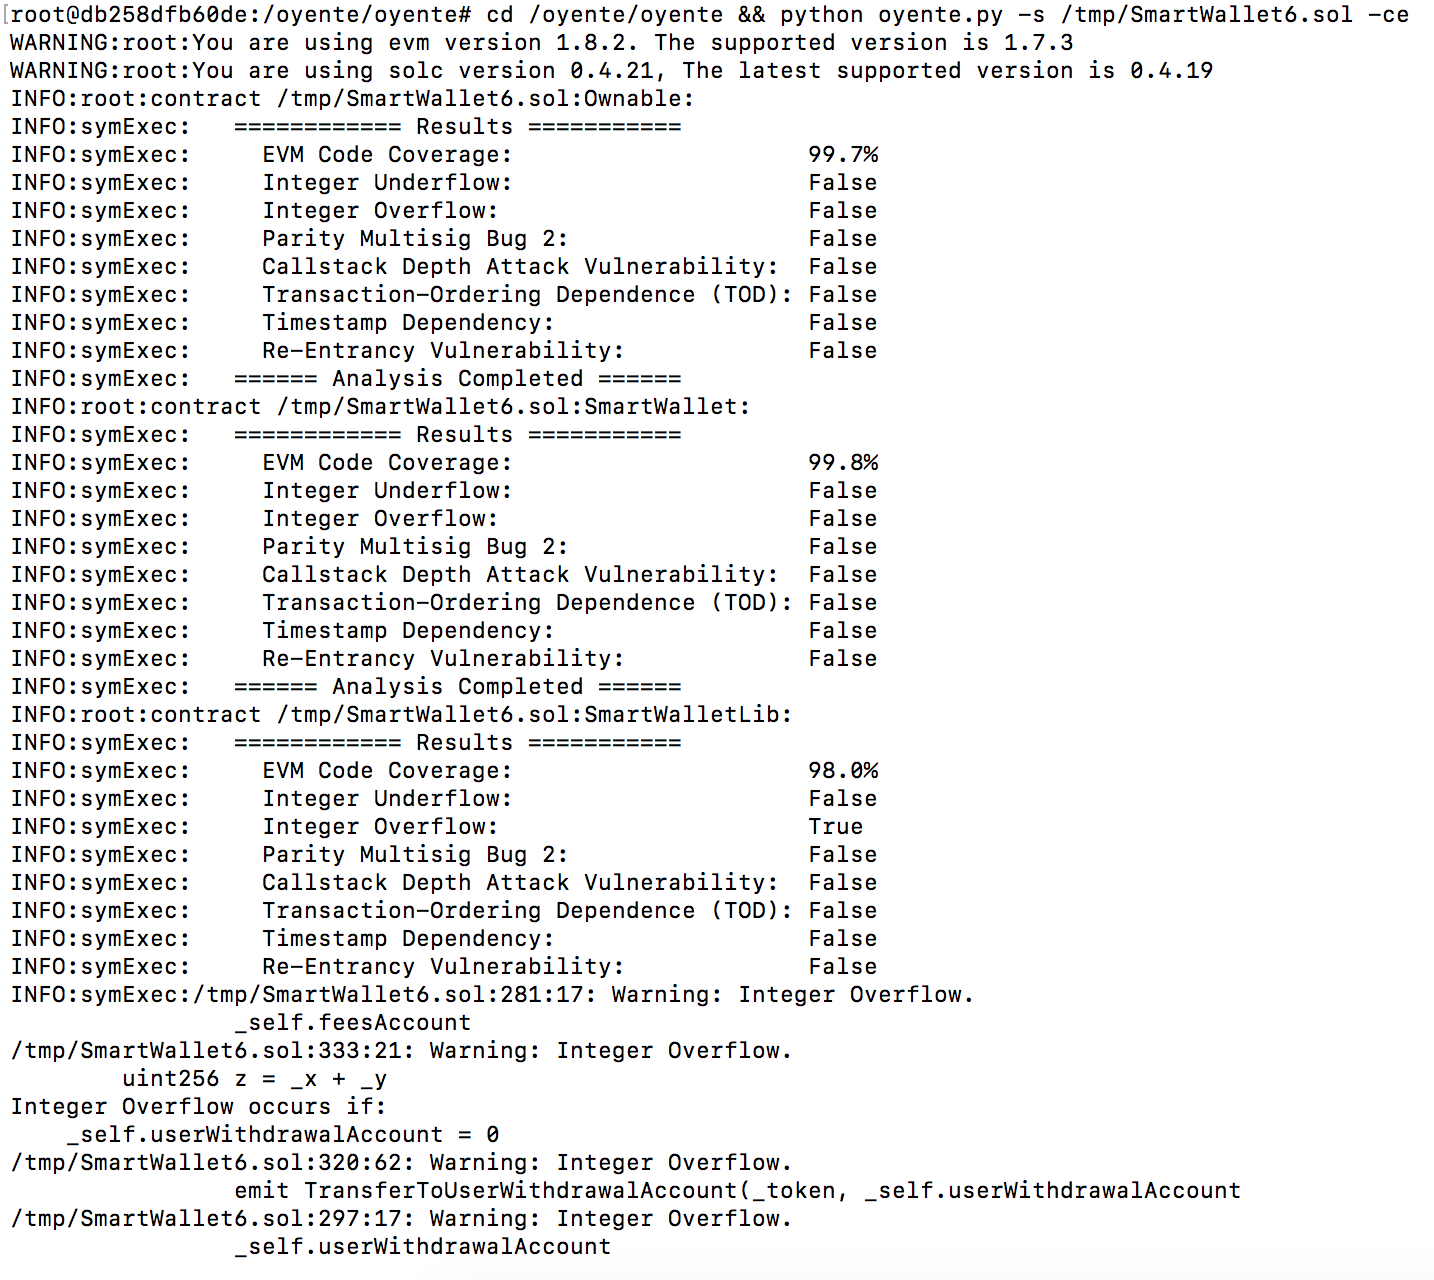 [root@db258dfb60de:/oyente/oyente# cd /oyente/oyente && python oyente.py -s /tmp/SmartWallet6.sol -ce
WARNING:root:You are using evm version 1.8.2. The supported version is 1.7.3
WARNING:root:You are using solc version 0.4.21, The latest supported version is 0.4.19
INFO:root:contract /tmp/SmartWallet6.sol:Ownable:
INFO:symExec:   ============ Results ===========
INFO:symExec:     EVM Code Coverage:                     99.7%
INFO:symExec:     Integer Underflow:                     False
INFO:symExec:     Integer Overflow:                      False
INFO:symExec:     Parity Multisig Bug 2:                 False
INFO:symExec:     Callstack Depth Attack Vulnerability:  False
INFO:symExec:     Transaction-Ordering Dependence (TOD): False
INFO:symExec:     Timestamp Dependency:                  False
INFO:symExec:     Re-Entrancy Vulnerability:             False
INFO:symExec:   ====== Analysis Completed ======
INFO:root:contract /tmp/SmartWallet6.sol:SmartWallet:
INFO:symExec:   ============ Results ===========
INFO:symExec:     EVM Code Coverage:                     99.8%
INFO:symExec:     Integer Underflow:                     False
INFO:symExec:     Integer Overflow:                      False
INFO:symExec:     Parity Multisig Bug 2:                 False
INFO:symExec:     Callstack Depth Attack Vulnerability:  False
INFO:symExec:     Transaction-Ordering Dependence (TOD): False
INFO:symExec:     Timestamp Dependency:                  False
INFO:symExec:     Re-Entrancy Vulnerability:             False
INFO:symExec:   ====== Analysis Completed ======
INFO:root:contract /tmp/SmartWallet6.sol:SmartWalletLib:
INFO:symExec:   ============ Results ===========
INFO:symExec:     EVM Code Coverage:                     98.0%
INFO:symExec:     Integer Underflow:                     False
INFO:symExec:     Integer Overflow:                      True
INFO:symExec:     Parity Multisig Bug 2:                 False
INFO:symExec:     Callstack Depth Attack Vulnerability:  False
INFO:symExec:     Transaction-Ordering Dependence (TOD): False
INFO:symExec:     Timestamp Dependency:                  False
INFO:symExec:     Re-Entrancy Vulnerability:             False
INFO:symExec:/tmp/SmartWallet6.sol:281:17: Warning: Integer Overflow.
                _self.feesAccount
/tmp/SmartWallet6.sol:333:21: Warning: Integer Overflow.
        uint256 z = _x + _y
Integer Overflow occurs if:
    _self.userWithdrawalAccount = 0
/tmp/SmartWallet6.sol:320:62: Warning: Integer Overflow.
                emit TransferToUserWithdrawalAccount(_token, _self.userWithdrawalAccount
/tmp/SmartWallet6.sol:297:17: Warning: Integer Overflow.
                _self.userWithdrawalAccount